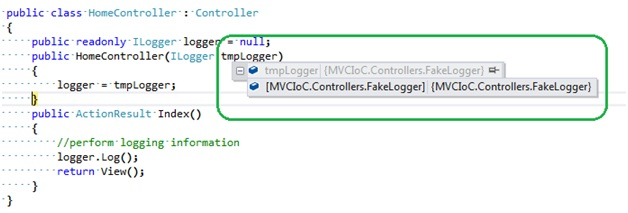 public class HomeController : Controller
{
public readonly ILogger logger = null;
public HomeController(ILogger tmpLogger)
tmpLogger {MVCIoC.Controllers.FakeLogger}
{
[MVCIoC.Controllers.FakeLogger] {MVCIoC.Controllers.FakeLogger}
logger = tmpLogger;
}
public ActionResult Index()
{
//perform logging information
logger.Log();
return View();
}
}